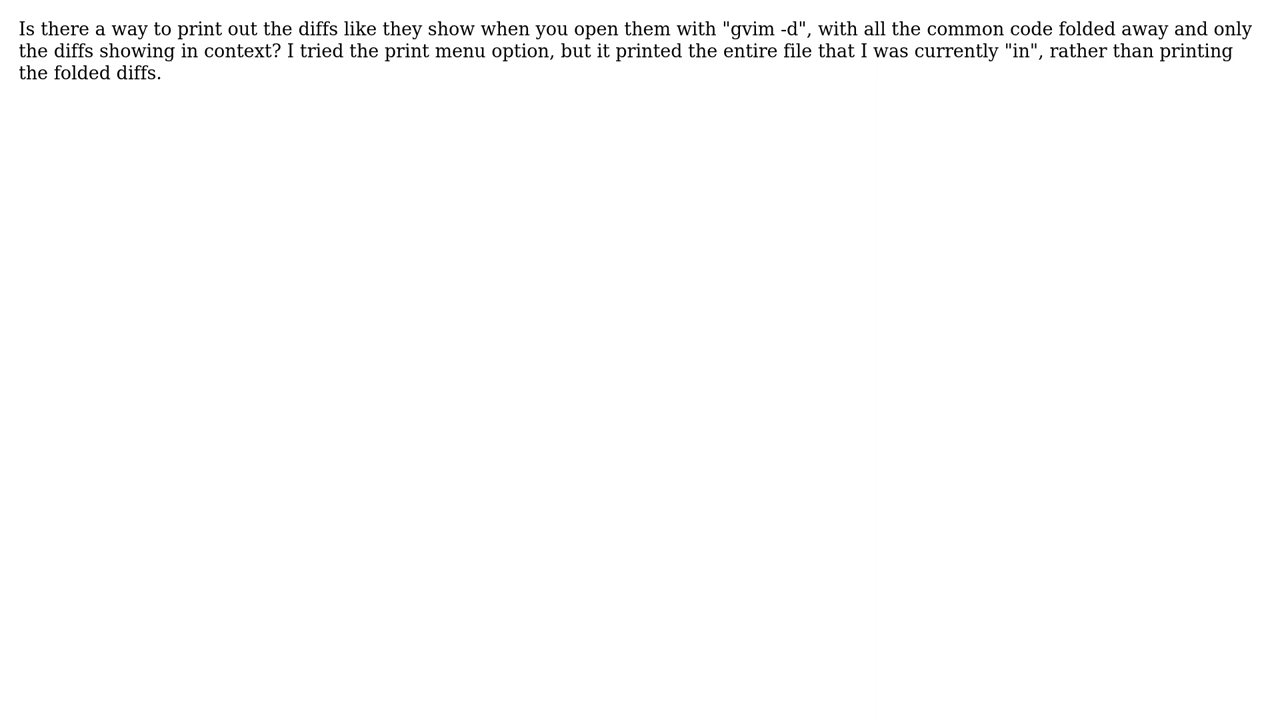 Is there a way to print out the diffs like they show when you open them with "gvim -d", with all the common code folded away and only
the diffs showing in context? I tried the print menu option, but it printed the entire file that I was currently "in", rather than printing
the folded diffs.